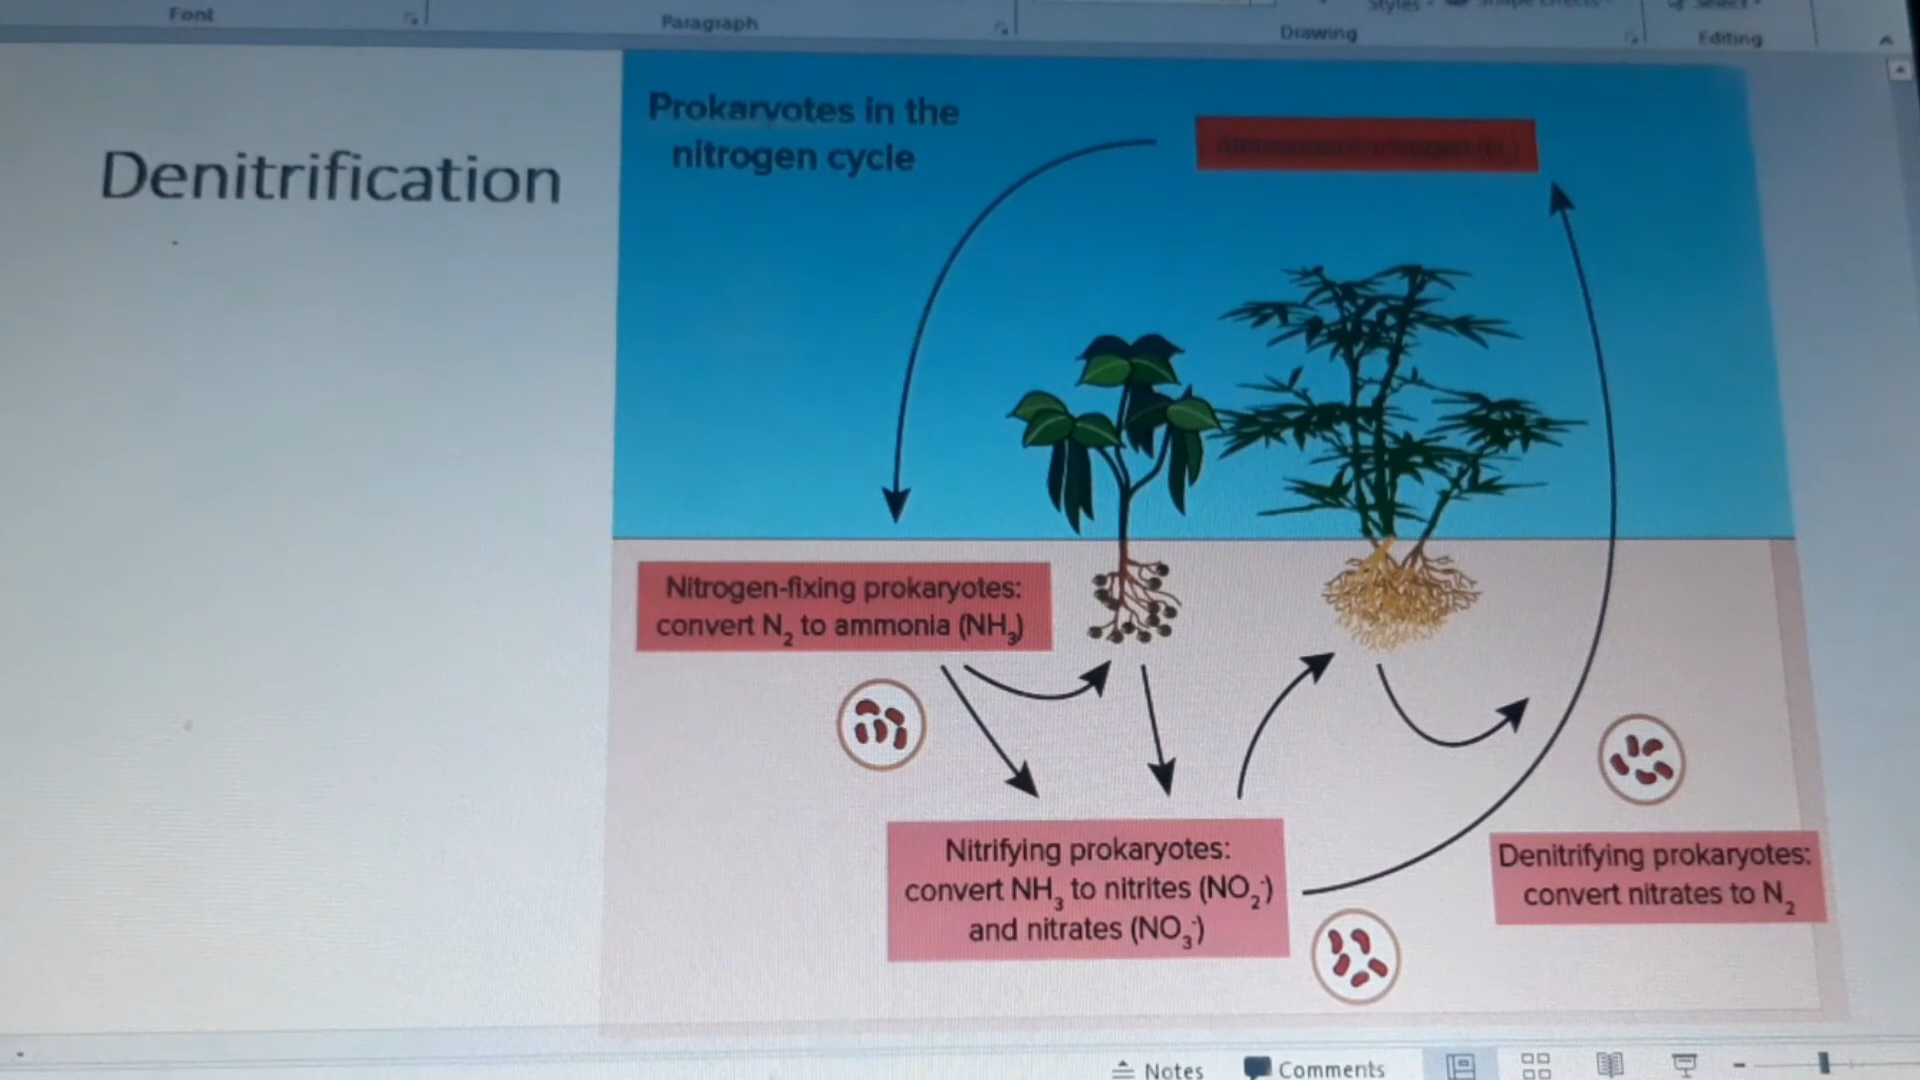 Font
Paragraph
Drawing
Editing
Denitrification
Prokaryotes in the
nitrogen cycle
Nitrogen-fixing prokaryotes:
convert N₂ to ammonia (NH₃)
Nitrifying prokaryotes:
convert NH₃ to nitrites (NO₂⁻)
and nitrates (NO₃⁻)
Denitrifying prokaryotes:
convert nitrates to N₂
Notes
Comments